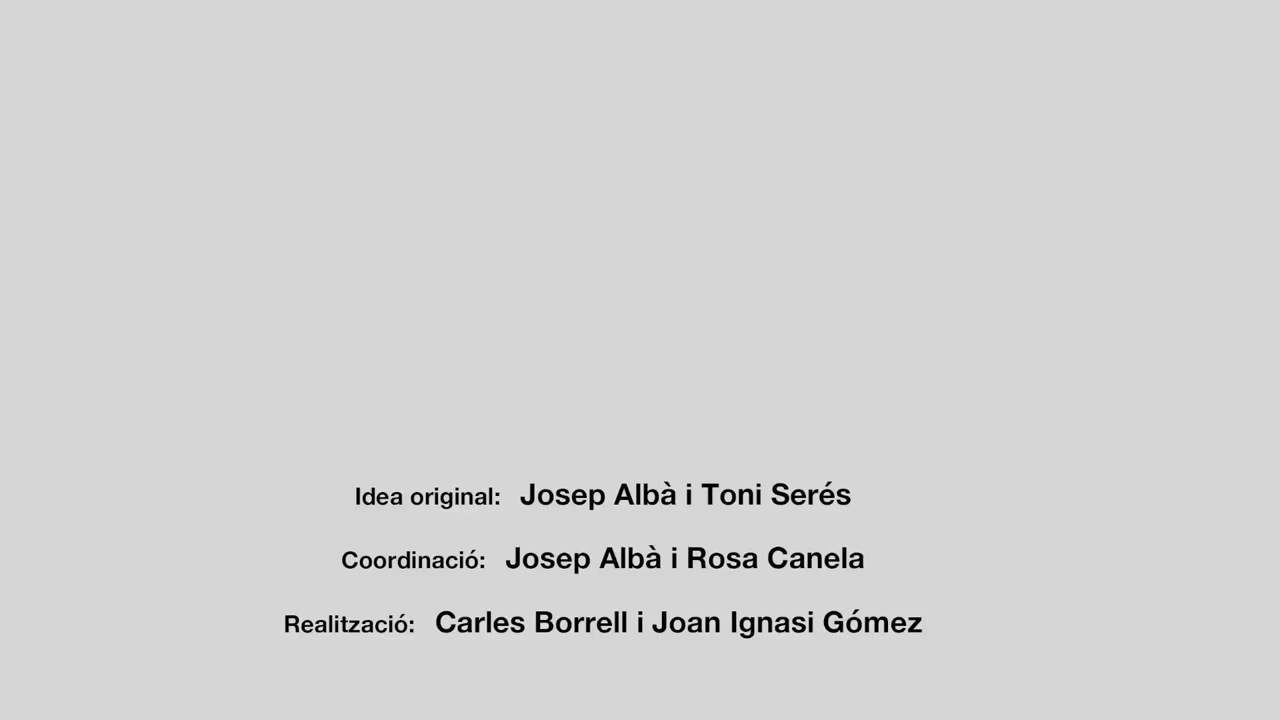 Idea original: Josep Albà i Toni Serés
Coordinació: Josep Albà i Rosa Canela
Realització: Carles Borrell i Joan Ignasi Gómez